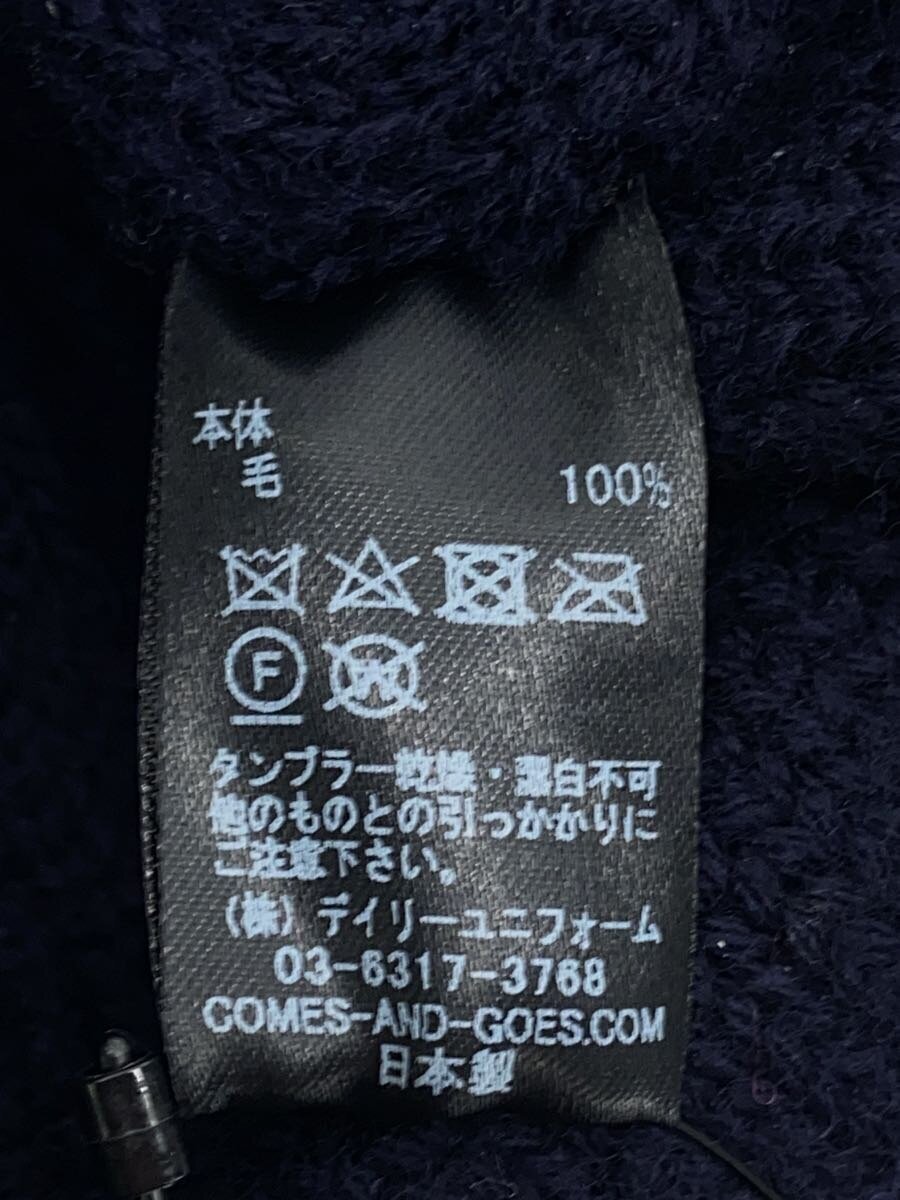 本体
毛 100%
F
W
タンブラー乾燥・漂白不可
他のものとの引っかかりに
ご注意下さい。
(株)デイリーユニフォーム
03-6317-3768
COMES-AND-GOES.COM
日本製